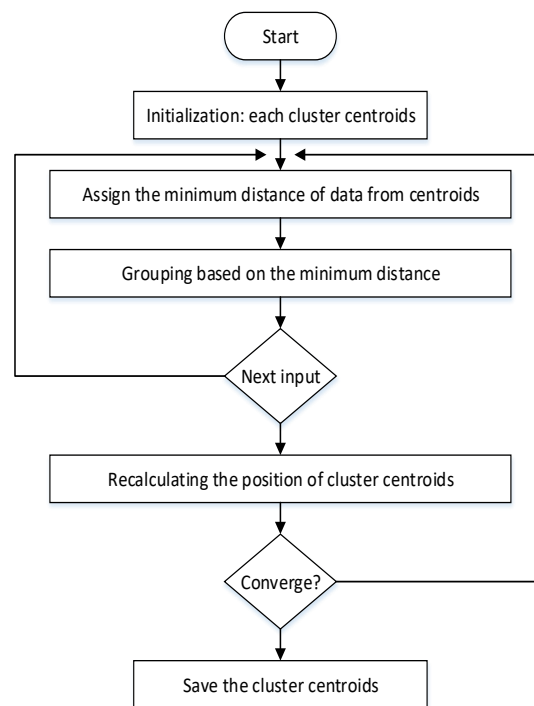 Start
Initialization: each cluster centroids
Assign the minimum distance of data from centroids
Grouping based on the minimum distance
Next input
Recalculating the position of cluster centroids
Converge?
Save the cluster centroids